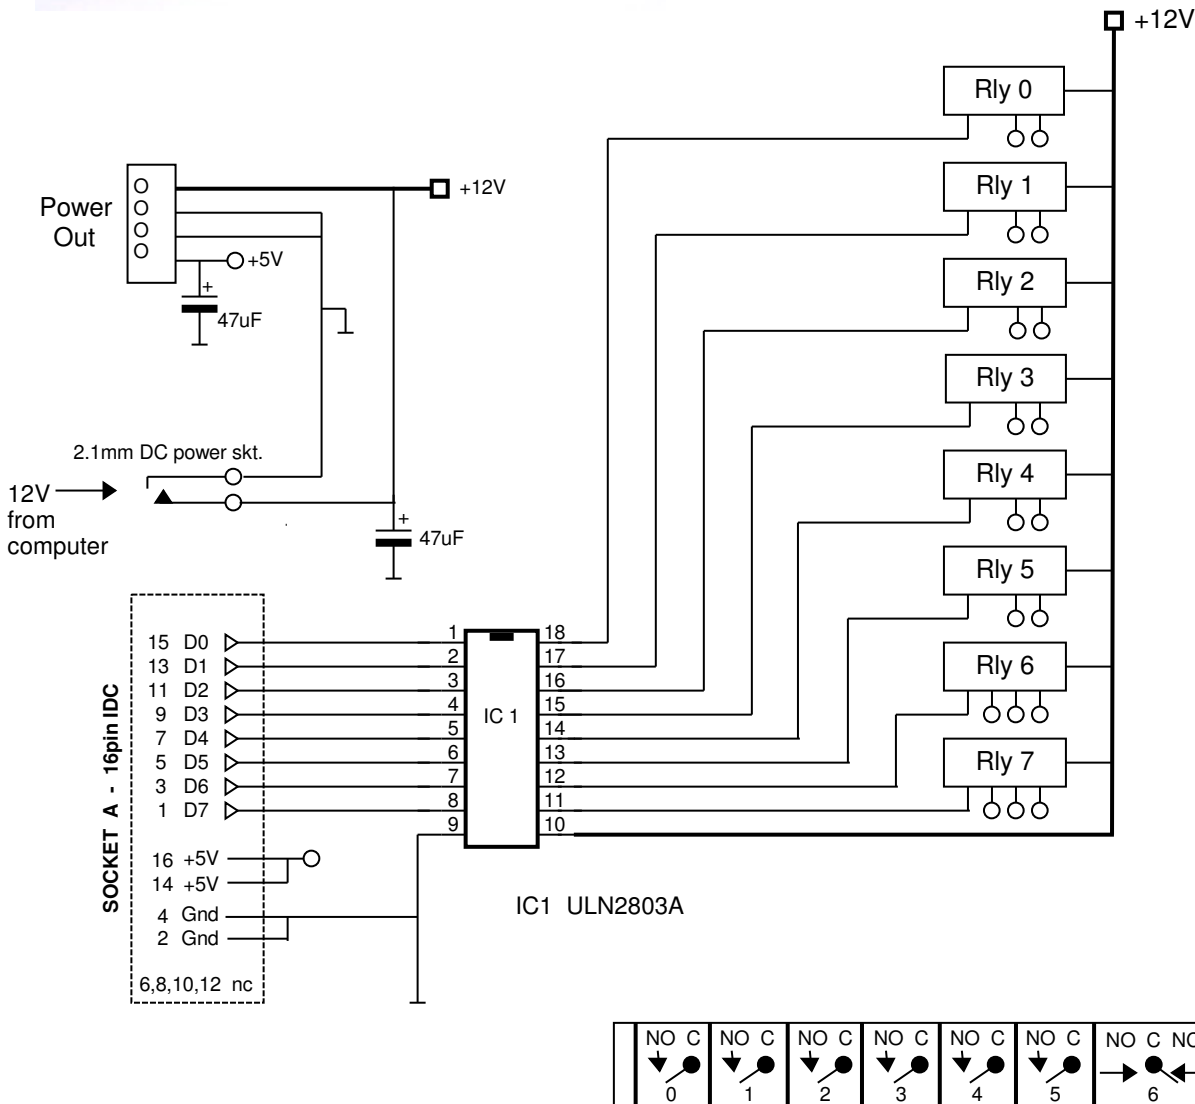 +12V
Rly 0
Rly 1
Rly 2
Rly 3
Rly 4
Rly 5
Rly 6
Rly 7
Power
Out
+12V
+5V
+
47uF
2.1mm DC power skt.
12V
from
computer
+
47uF
SOCKET A - 16pin IDC
15 D0
13 D1
11 D2
9 D3
7 D4
5 D5
3 D6
1 D7
16 +5V
14 +5V
4 Gnd
2 Gnd
6,8,10,12 nc
1 18
2 17
3 16
4 15
5 14
6 13
7 12
8 11
9 10
IC 1
IC1 ULN2803A
NO C NO C NO C NO C NO C NO C NO C NO
0 1 2 3 4 5 6